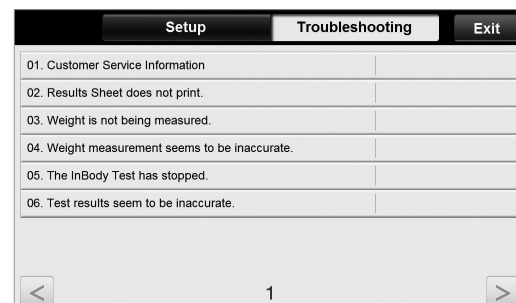 Setup Troubleshooting Exit
01. Customer Service Information
02. Results Sheet does not print.
03. Weight is not being measured.
04. Weight measurement seems to be inaccurate.
05. The InBody Test has stopped.
06. Test results seem to be inaccurate.
< 1 >